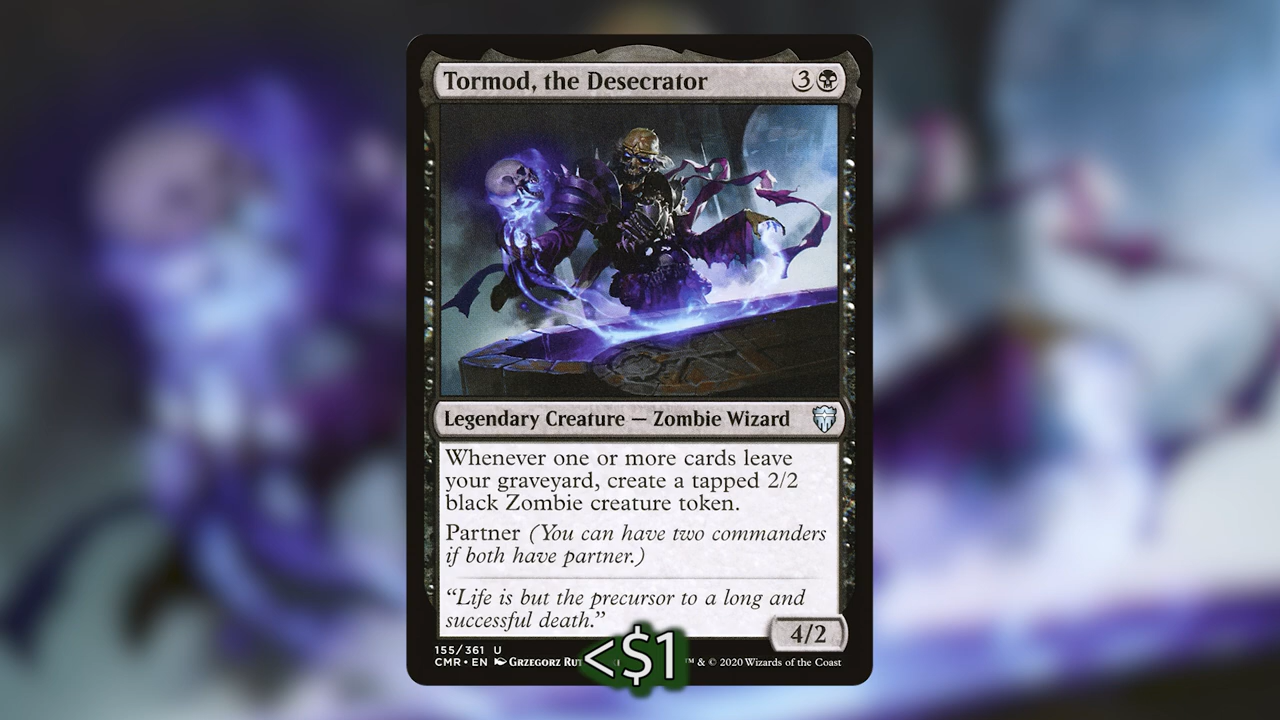 Tormod, the Desecrator 3
Legendary Creature — Zombie Wizard
Whenever one or more cards leave
your graveyard, create a tapped 2/2
black Zombie creature token.
Partner (You can have two commanders
if both have partner.)
“Life is but the precursor to a long and
successful death.”
4/2
155/361 U
CMR • EN GRZEGORZ ™ & © 2020 Wizards of the Coast
<$1